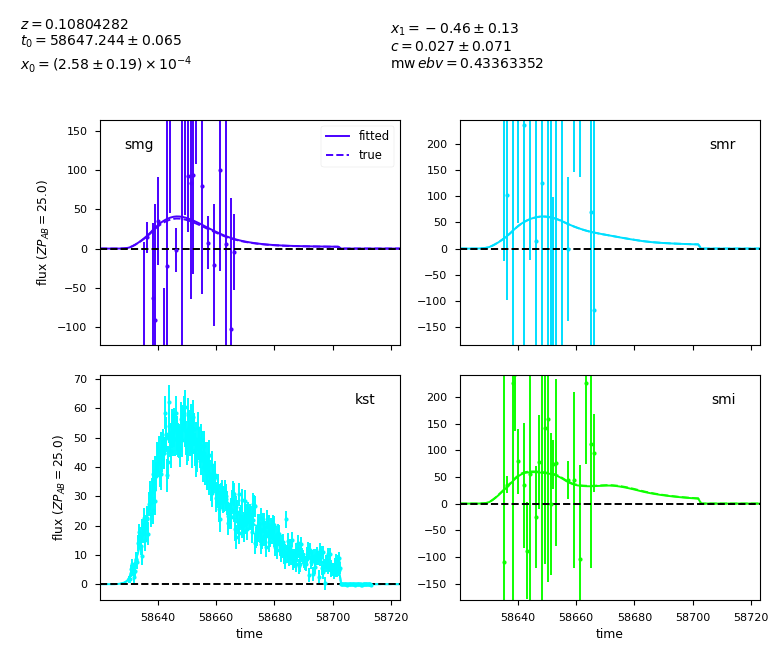 z = 0.10804282
t₀ = 58647.244 ± 0.065
x₀ = (2.58 ± 0.19) × 10⁻⁴
x₁ = −0.46 ± 0.13
c = 0.027 ± 0.071
mw ebv = 0.43363352
smg
fitted
true
150
100
50
0
−50
−100
flux (ZP_AB = 25.0)
smr
200
150
100
50
0
−50
−100
−150
kst
70
60
50
40
30
20
10
0
flux (ZP_AB = 25.0)
58640 58660 58680 58700 58720
time
smi
200
150
100
50
0
−50
−100
−150
58640 58660 58680 58700 58720
time